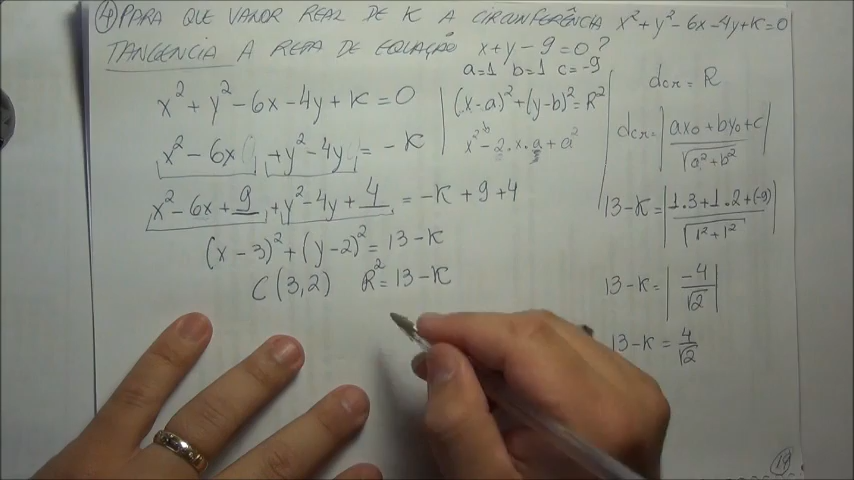 4) PARA QUE VALOR REAL DE K A CIRCUNFERÊNCIA x² + y² - 6x - 4y + K = 0
TANGENCIA A RETA DE EQUAÇÃO x + y - 9 = 0 ?
a=1 b=1 c=-9
x² + y² - 6x - 4y + K = 0
x² - 6x + y² - 4y = -K
x² - 6x + 9 + y² - 4y + 4 = -K + 9 + 4
(x - 3)² + (y - 2)² = 13 - K
C (3,2) R² = 13 - K
(x-a)² + (y-b)² = R²
x² - 2.x.a + a²
b
dcr = R
dcr = |ax₀ + by₀ + c / √a² + b²|
13 - K = |1.3 + 1.2 + (-9) / √1² + 1²|
13 - K = |-4 / √2|
13 - K = 4 / √2
19